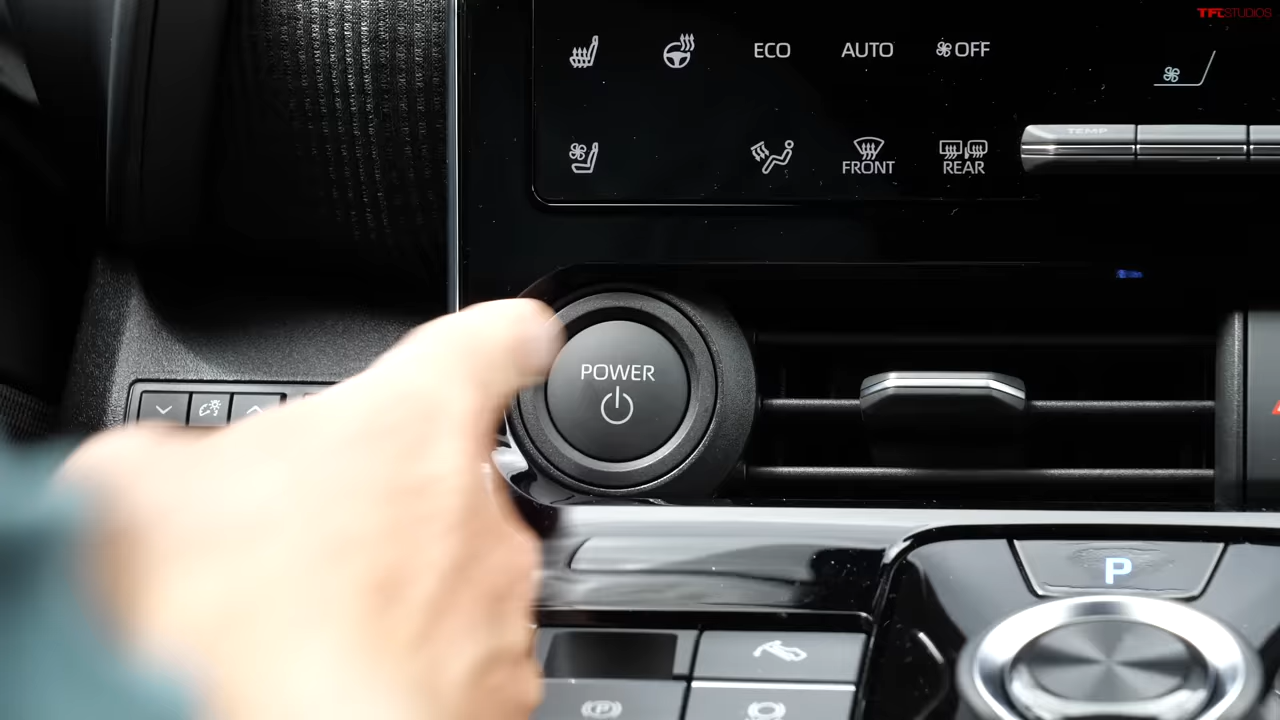 TFLSTUDIOS
ECO AUTO OFF
TEMP
FRONT REAR
POWER
P
P